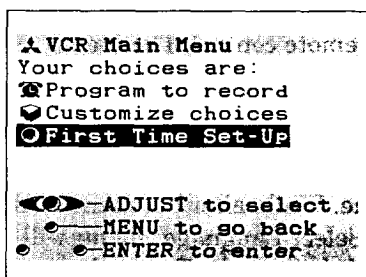 VCR Main Menu
Your choices are:
Program to record
Customize choices
First Time Set-Up
ADJUST to select
MENU to go back
ENTER to enter